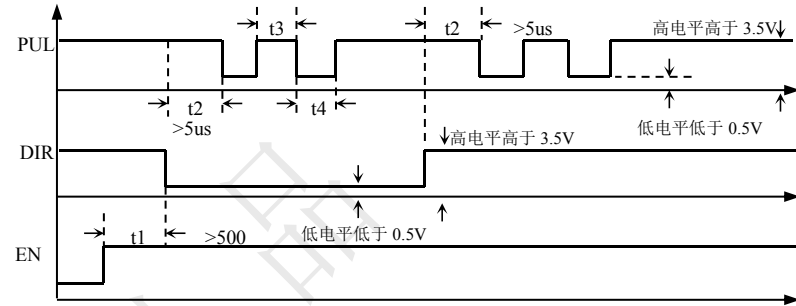 t3
t2
>5us
高电平高于 3.5V
PUL
t2
t4
>5us
低电平低于 0.5V
高电平高于 3.5V
DIR
t1
>500
低电平低于 0.5V
EN